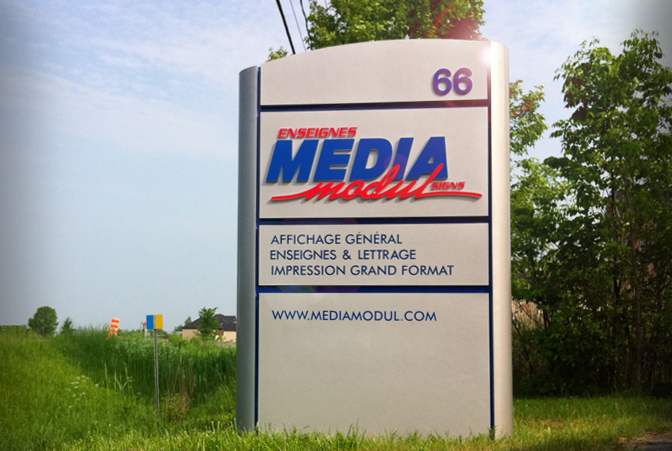 66
ENSEIGNES
MEDIA
modul SIGNS
AFFICHAGE GÉNÉRAL
ENSEIGNES & LETTRAGE
IMPRESSION GRAND FORMAT
WWW.MEDIAMODUL.COM